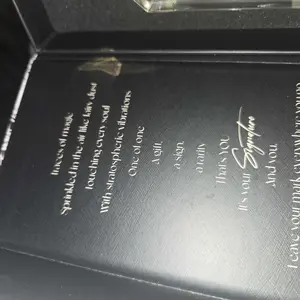 Traces of magic
Sprinkled in the air like fairy dust
Touching every soul
With stratospheric vibrations
One of one
A gift,
a sign,
a rarity
That's you
It's your Signature
And you,
Leave your mark everywhere you